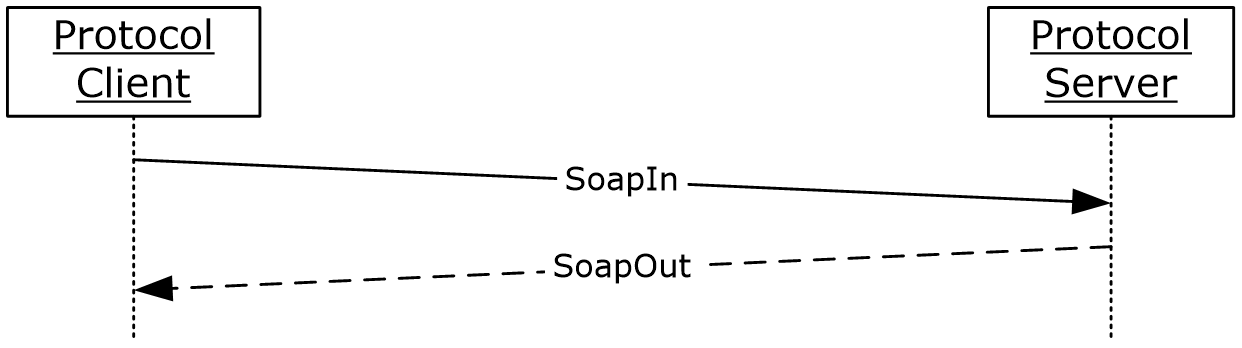 Protocol
Client
Protocol
Server
SoapIn
SoapOut